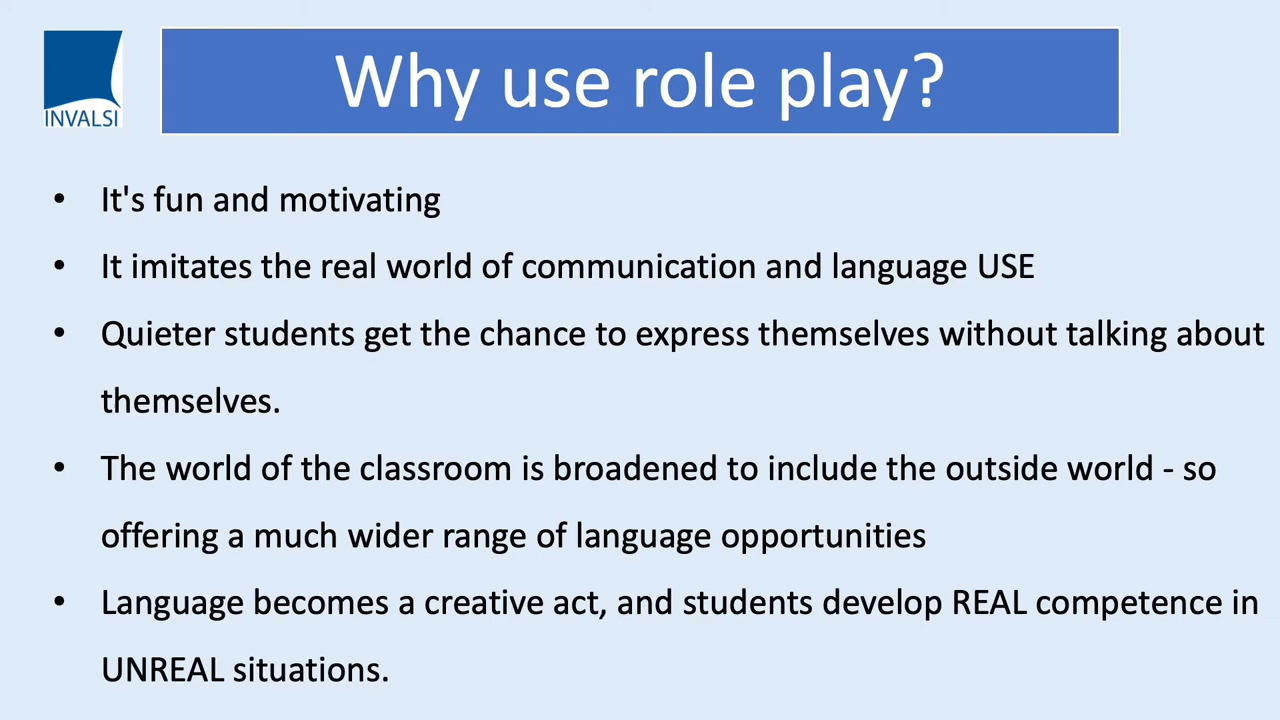 INVALSI
Why use role play?
• It's fun and motivating
• It imitates the real world of communication and language USE
• Quieter students get the chance to express themselves without talking about
themselves.
• The world of the classroom is broadened to include the outside world - so
offering a much wider range of language opportunities
• Language becomes a creative act, and students develop REAL competence in
UNREAL situations.